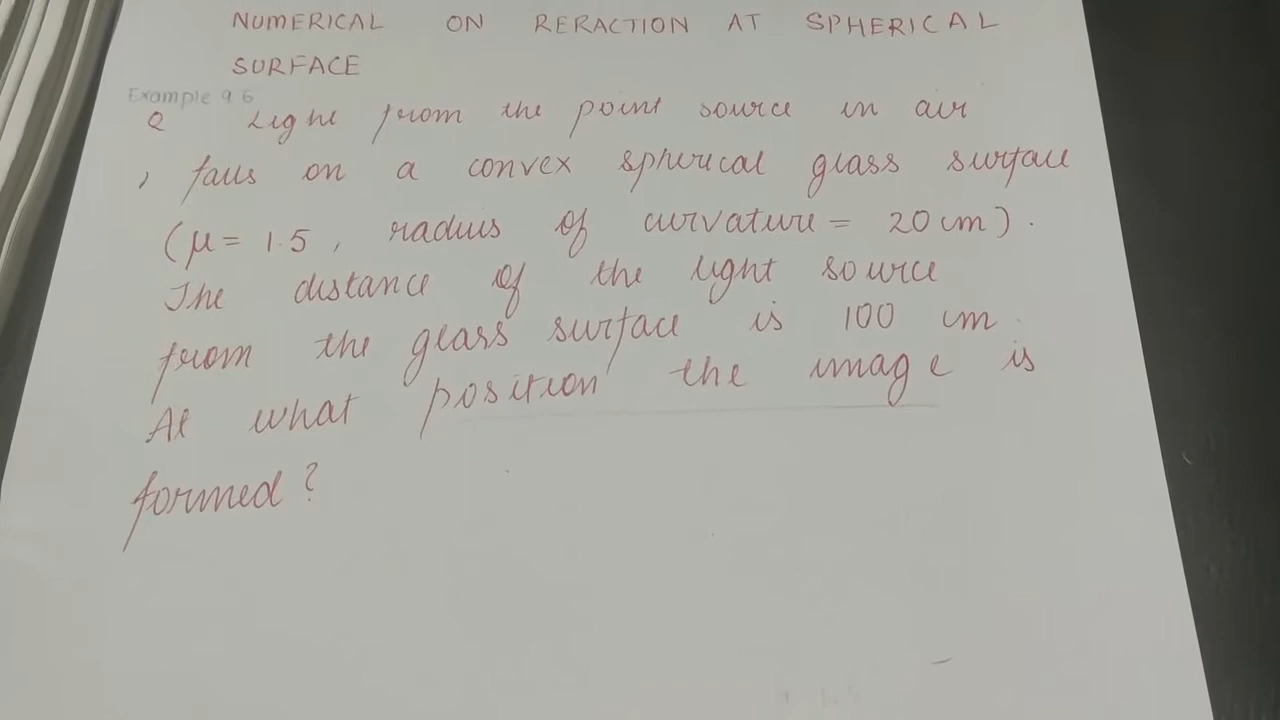 NUMERICAL ON RERACTION AT SPHERICAL
SURFACE
Example 9 6
Q Light from the point source in air
, falls on a convex spherical glass surface
(μ = 1.5 , radius of curvature = 20 cm) .
The distance of the light source
from the glass surface is 100 cm .
At what position the image is
formed ?